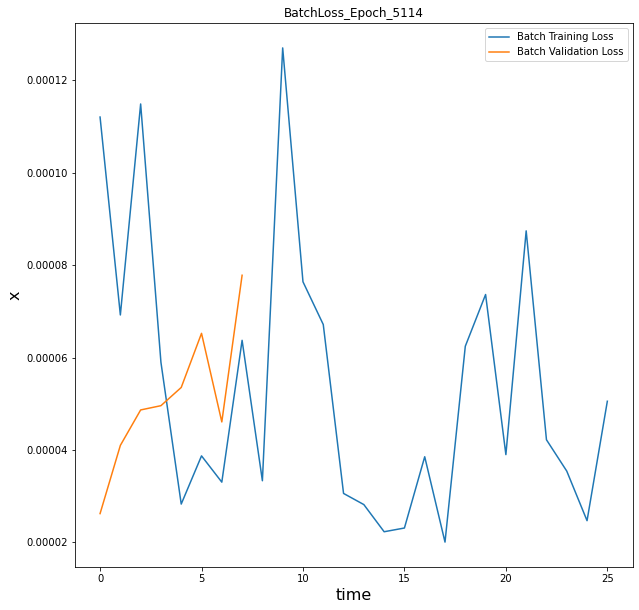 BatchLoss_Epoch_5114
Batch Training Loss
Batch Validation Loss
0.00012
0.00010
0.00008
0.00006
0.00004
0.00002
x
0 5 10 15 20 25
time